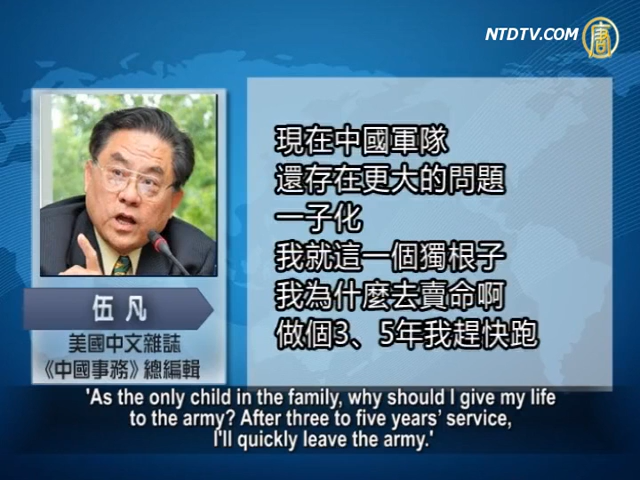 NTDTV.COM
唐
現在中國軍隊
還存在更大的問題
一子化
我就這一個獨根子
我為什麼去賣命啊
做個3、5年我趕快跑
伍凡
美國中文雜誌
《中國事務》總編輯
'As the only child in the family, why should I give my life
to the army? After three to five years' service,
I'll quickly leave the army.'